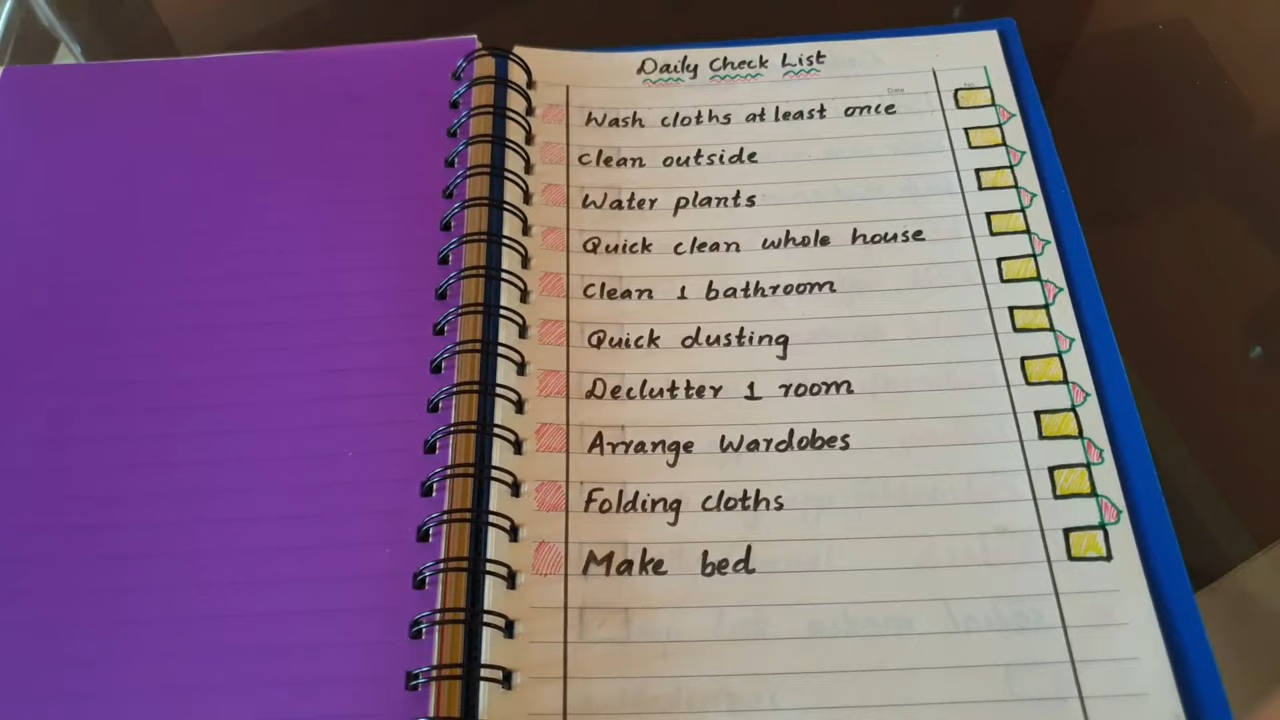 Daily Check List
Date
Wash cloths at least once
Clean outside
Water plants
Quick clean whole house
Clean 1 bathroom
Quick dusting
Declutter 1 room
Arrange Wardobes
Folding cloths
Make bed